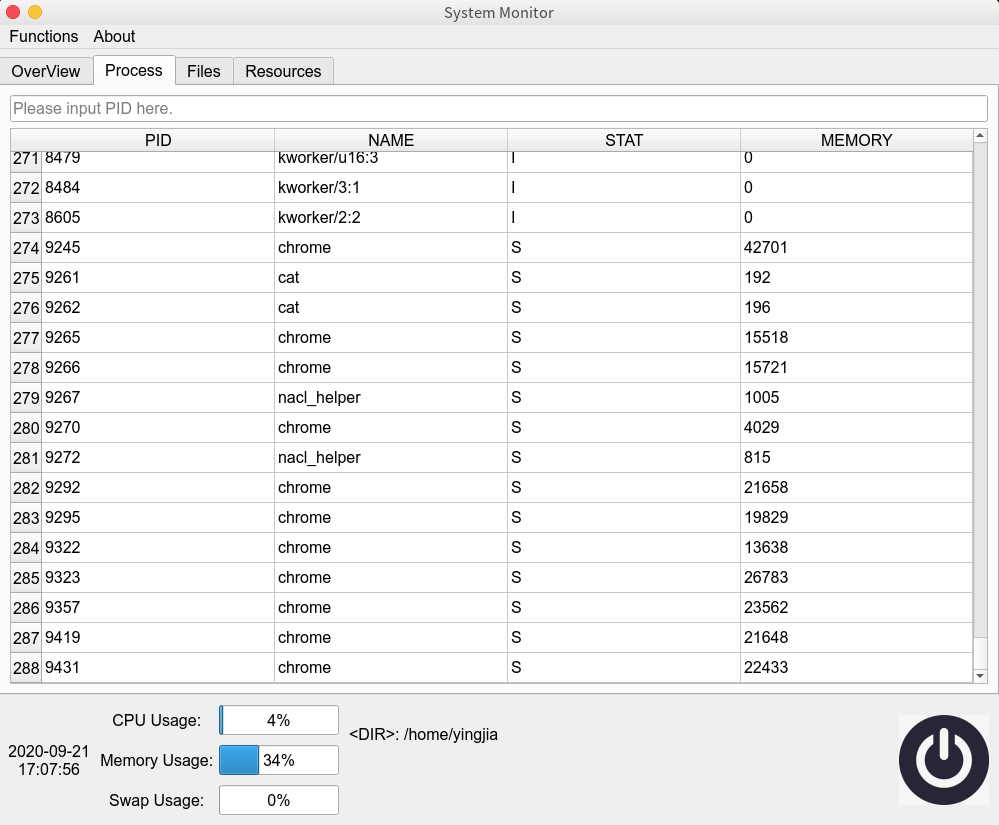 System Monitor
Functions About
OverView Process Files Resources
Please input PID here.
PID NAME STAT MEMORY
271 8479 kworker/u16:3 I 0
272 8484 kworker/3:1 I 0
273 8605 kworker/2:2 I 0
274 9245 chrome S 42701
275 9261 cat S 192
276 9262 cat S 196
277 9265 chrome S 15518
278 9266 chrome S 15721
279 9267 nacl_helper S 1005
280 9270 chrome S 4029
281 9272 nacl_helper S 815
282 9292 chrome S 21658
283 9295 chrome S 19829
284 9322 chrome S 13638
285 9323 chrome S 26783
286 9357 chrome S 23562
287 9419 chrome S 21648
288 9431 chrome S 22433
2020-09-21
17:07:56
CPU Usage: 4%
Memory Usage: 34%
Swap Usage: 0%
<DIR>: /home/yingjia